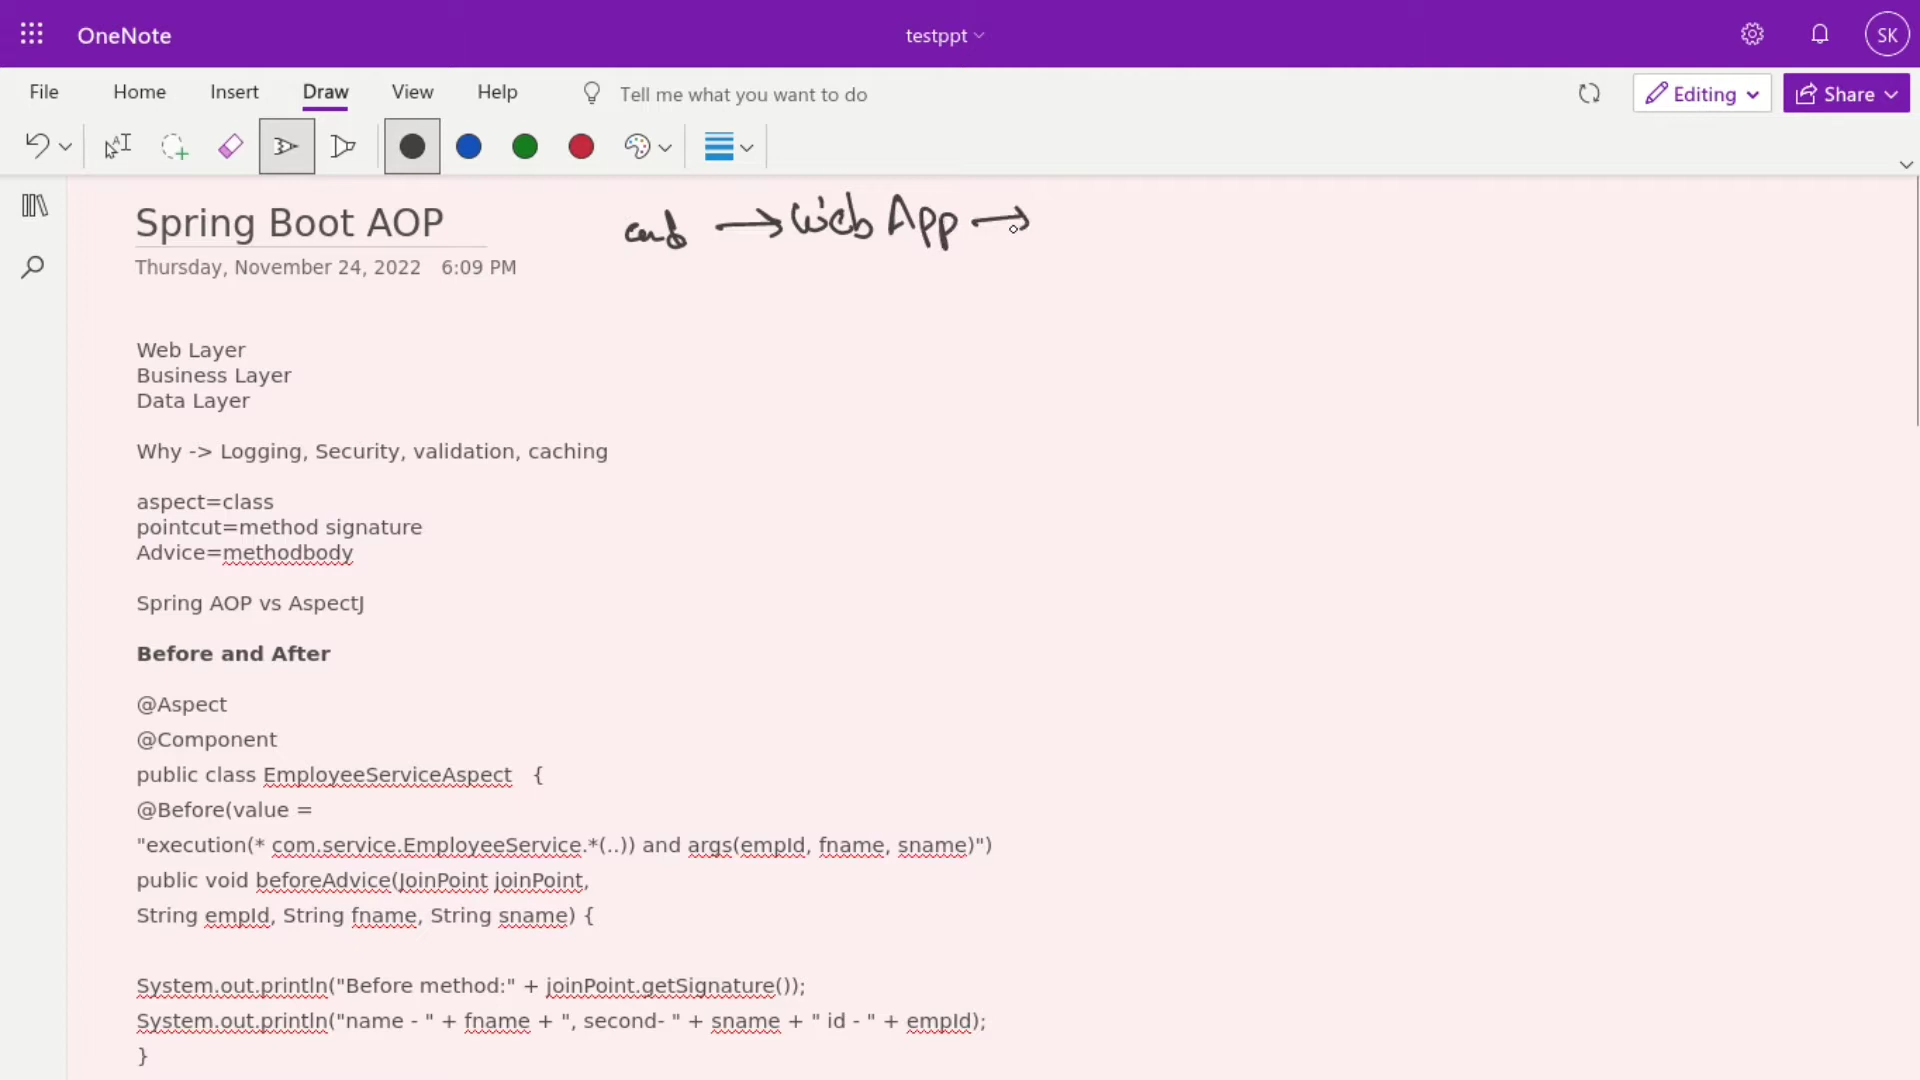 OneNote
testppt
SK
File Home Insert Draw View Help Tell me what you want to do Editing Share
Spring Boot AOP
→ Web App →
Thursday, November 24, 2022 6:09 PM
Web Layer
Business Layer
Data Layer
Why -> Logging, Security, validation, caching
aspect=class
pointcut=method signature
Advice=methodbody
Spring AOP vs AspectJ
Before and After
@Aspect
@Component
public class EmployeeServiceAspect {
@Before(value =
"execution(* com.service.EmployeeService.*(..)) and args(empId, fname, sname)")
public void beforeAdvice(JoinPoint joinPoint,
String empId, String fname, String sname) {
System.out.println("Before method:" + joinPoint.getSignature());
System.out.println("name - " + fname + ", second- " + sname + " id - " + empId);
}